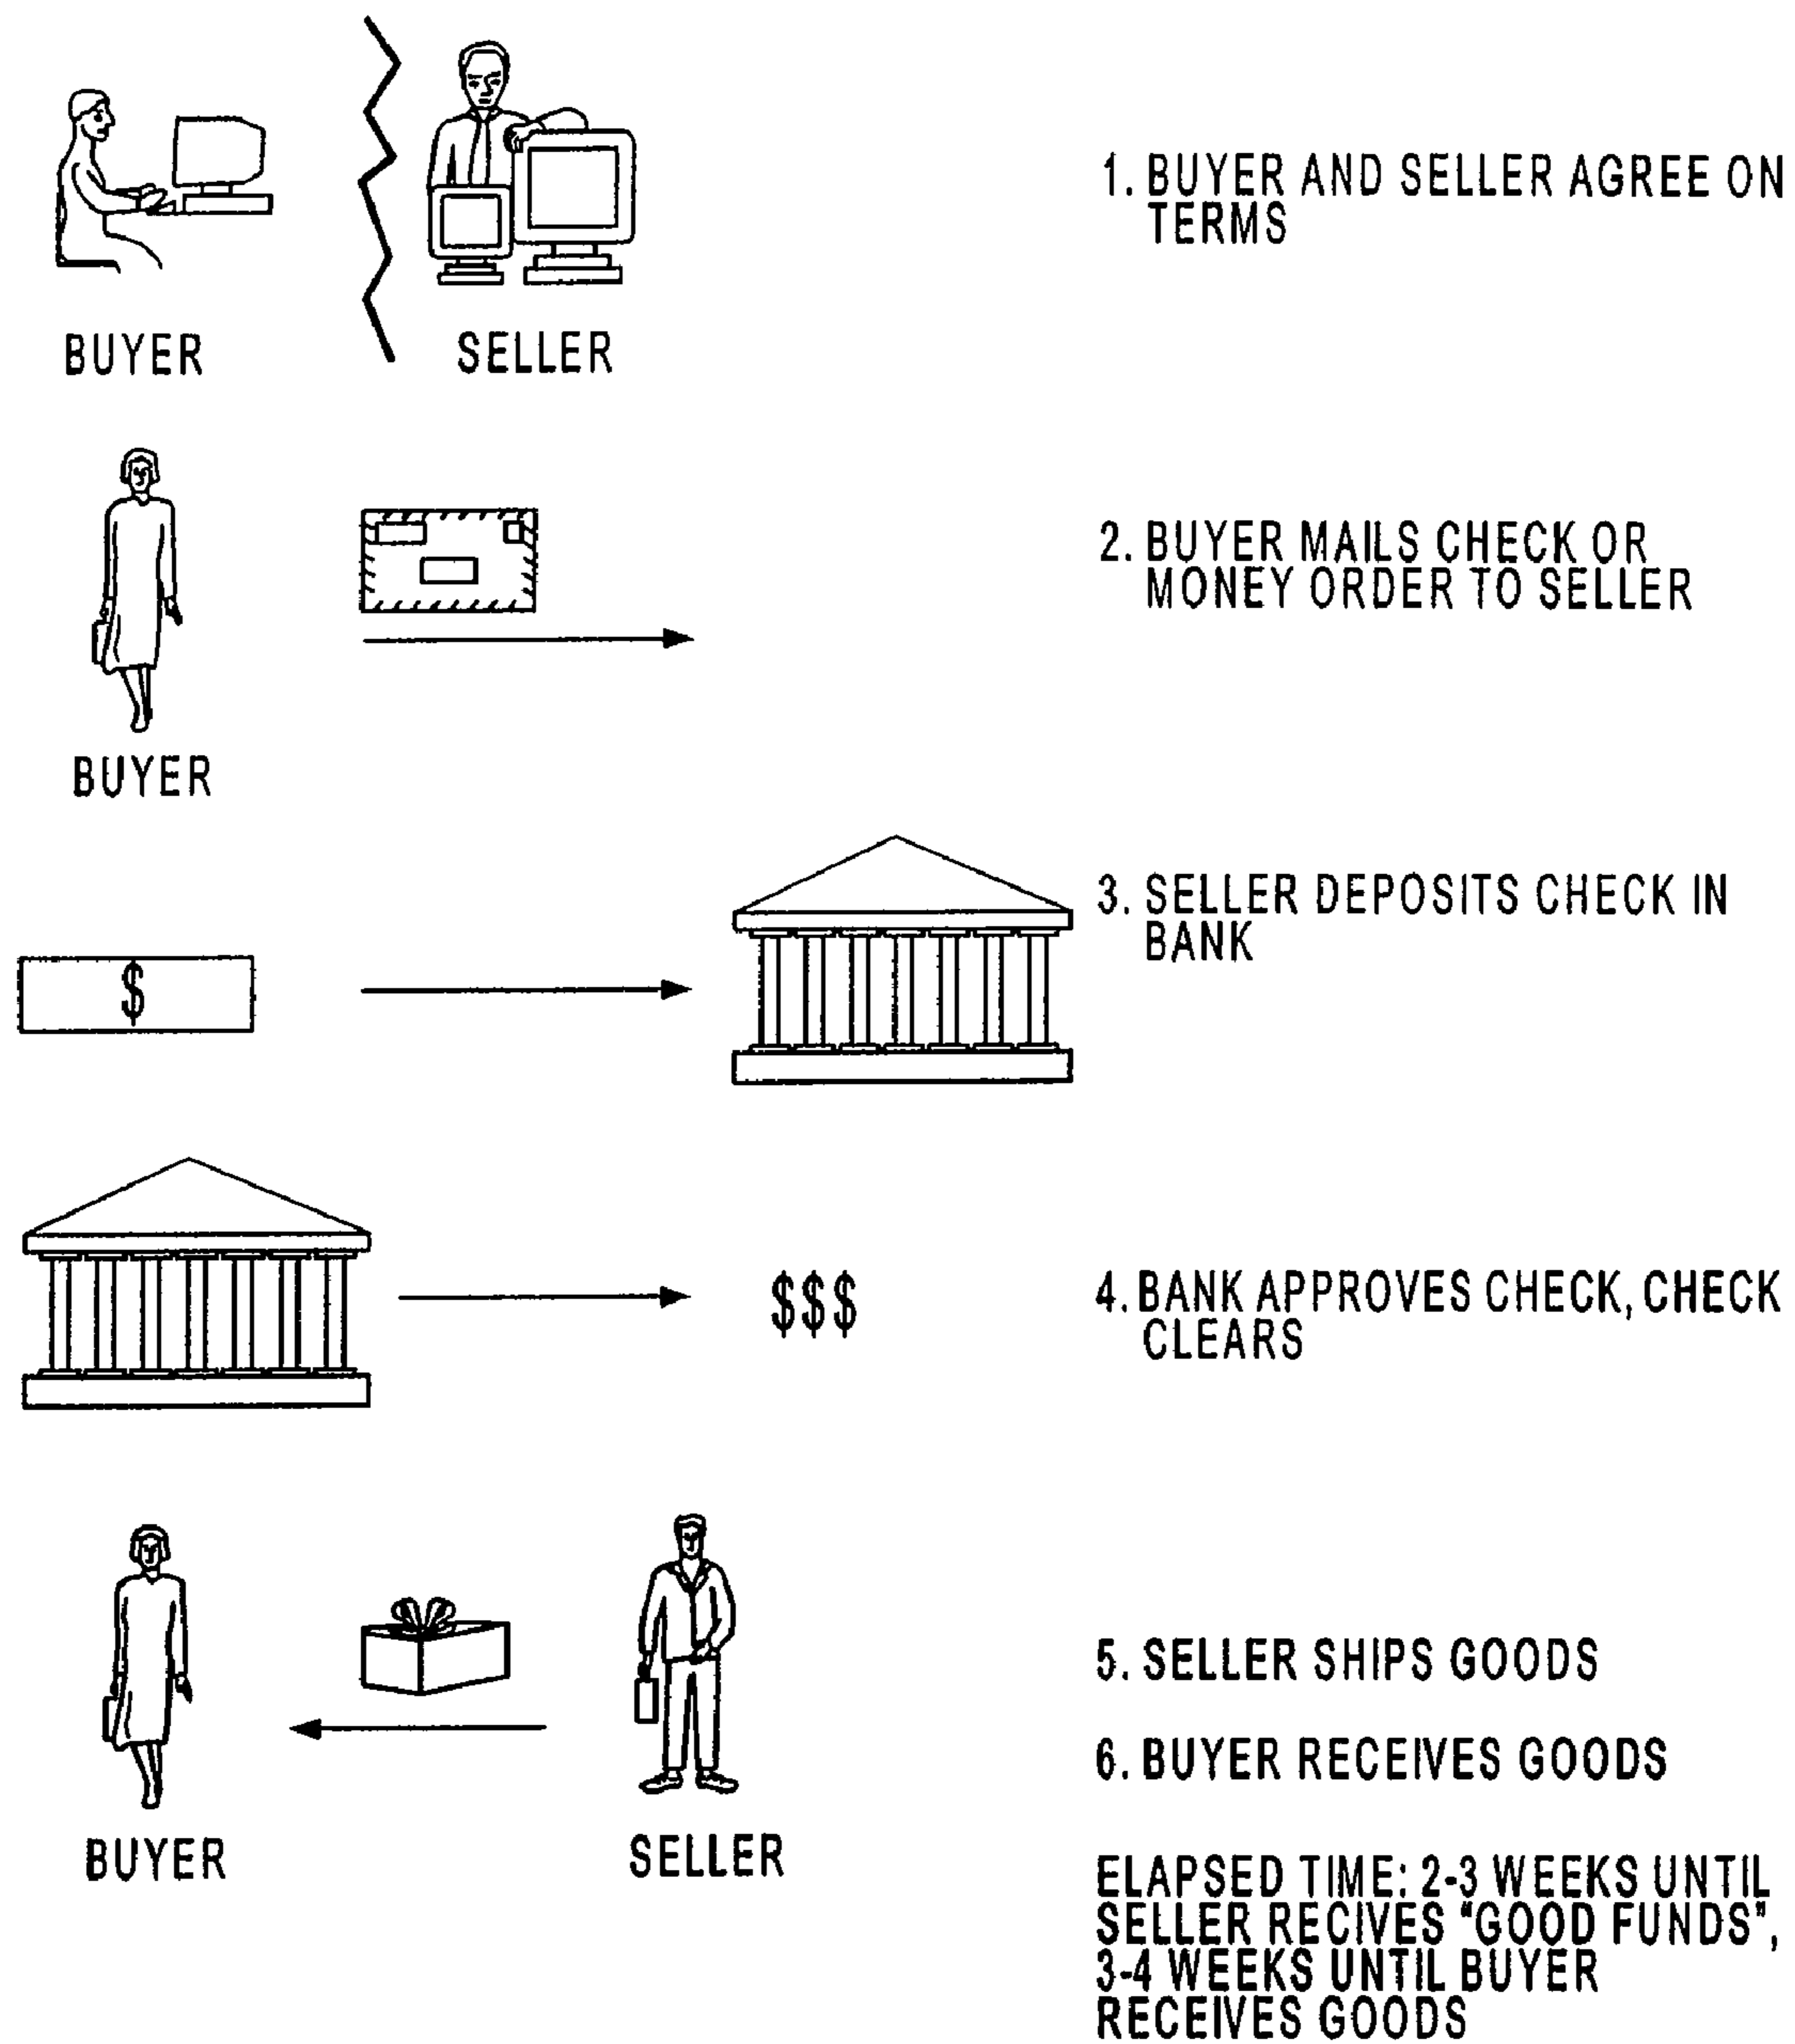 BUYER
SELLER
1. BUYER AND SELLER AGREE ON
TERMS
BUYER
2. BUYER MAILS CHECK OR
MONEY ORDER TO SELLER
$
3. SELLER DEPOSITS CHECK IN
BANK
$$$
4. BANK APPROVES CHECK, CHECK
CLEARS
BUYER
SELLER
5. SELLER SHIPS GOODS
6. BUYER RECEIVES GOODS
ELAPSED TIME: 2-3 WEEKS UNTIL
SELLER RECIVES "GOOD FUNDS",
3-4 WEEKS UNTIL BUYER
RECEIVES GOODS